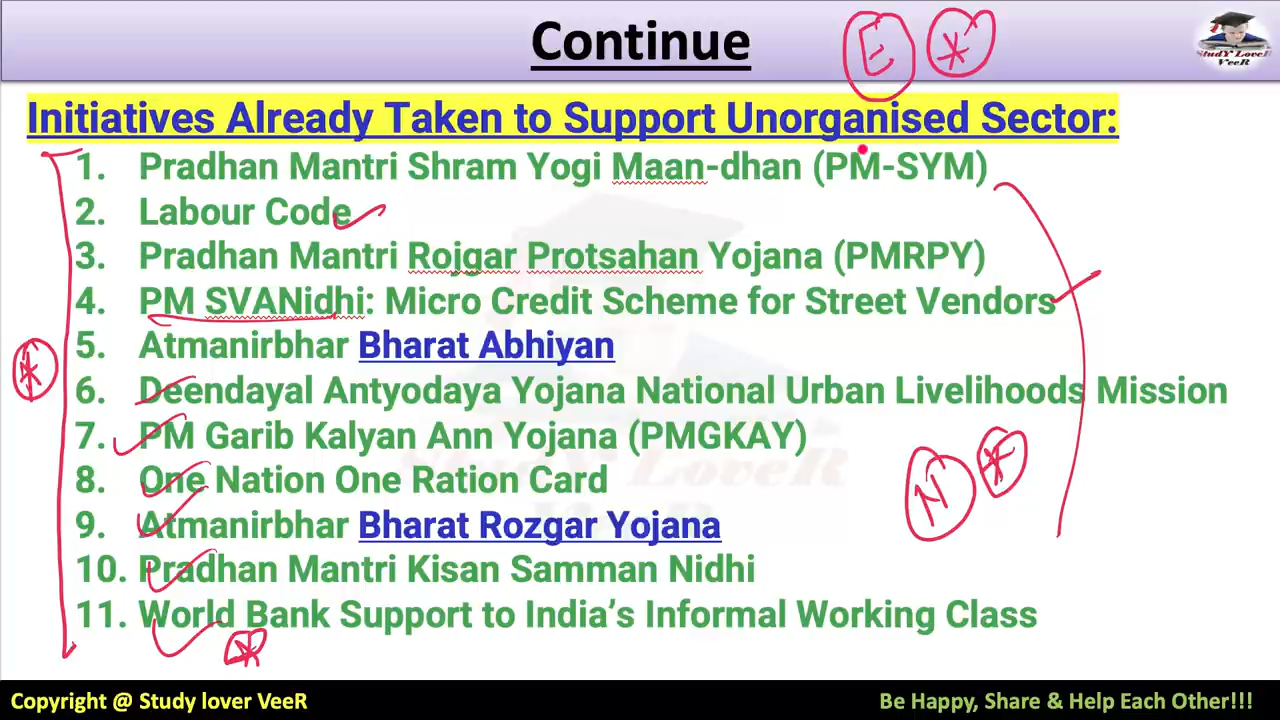 Continue
E
StudY LoveR
VeeR
Initiatives Already Taken to Support Unorganised Sector:
1. Pradhan Mantri Shram Yogi Maan-dhan (PM-SYM)
2. Labour Code
3. Pradhan Mantri Rojgar Protsahan Yojana (PMRPY)
4. PM SVANidhi: Micro Credit Scheme for Street Vendors
5. Atmanirbhar Bharat Abhiyan
6. Deendayal Antyodaya Yojana National Urban Livelihoods Mission
7. PM Garib Kalyan Ann Yojana (PMGKAY)
8. One Nation One Ration Card
N
9. Atmanirbhar Bharat Rozgar Yojana
10. Pradhan Mantri Kisan Samman Nidhi
11. World Bank Support to India’s Informal Working Class
Copyright @ Study lover VeeR
Be Happy, Share & Help Each Other!!!